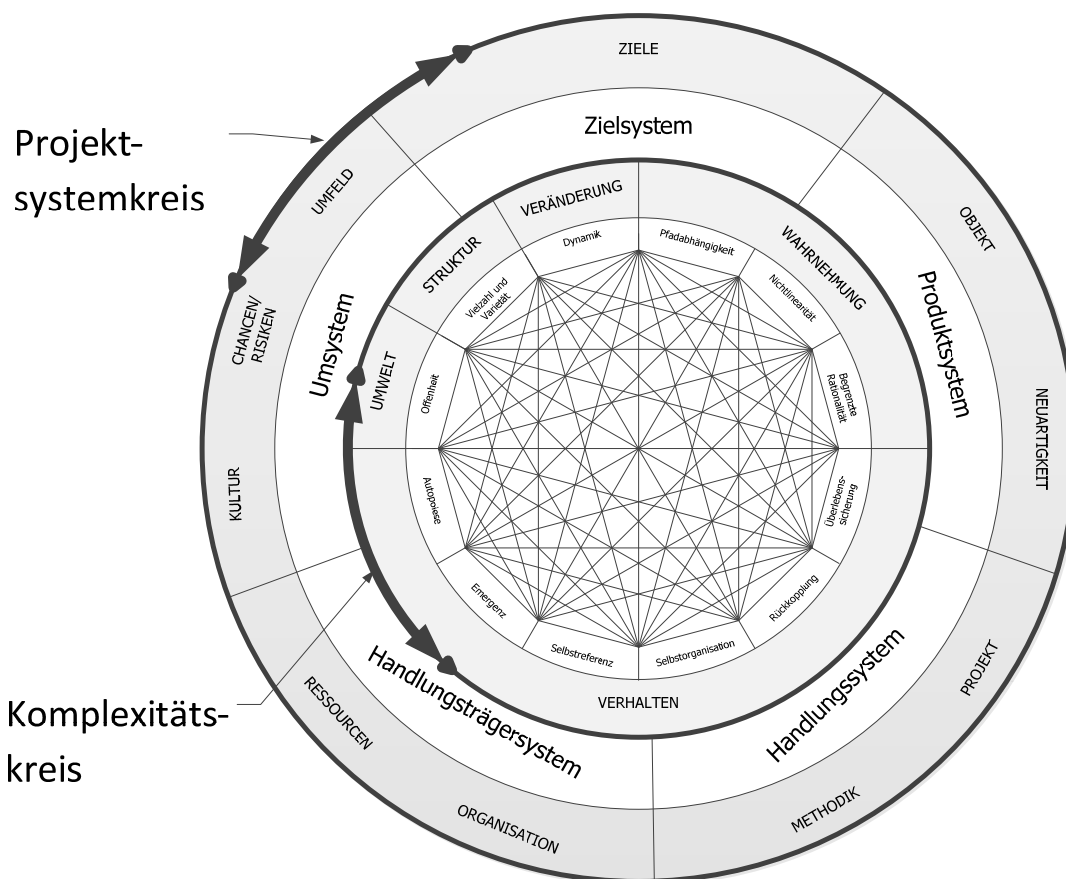 Projekt-
systemkreis
Komplexitäts-
kreis
ZIELE
OBJEKT
NEUARTIGKEIT
PROJEKT
METHODIK
ORGANISATION
RESSOURCEN
KULTUR
CHANCEN/
RISIKEN
UMFELD
Zielsystem
Produktsystem
Handlungssystem
Handlungsträgersystem
Umsystem
VERÄNDERUNG
WAHRNEHMUNG
VERHALTEN
UMWELT
STRUKTUR
Dynamik
Pfadabhängigkeit
Nichtlinearität
Begrenzte
Rationalität
Überlebens-
sicherung
Rückkopplung
Selbstorganisation
Selbstreferenz
Emergenz
Autopoiese
Offenheit
Vielzahl und
Varietät